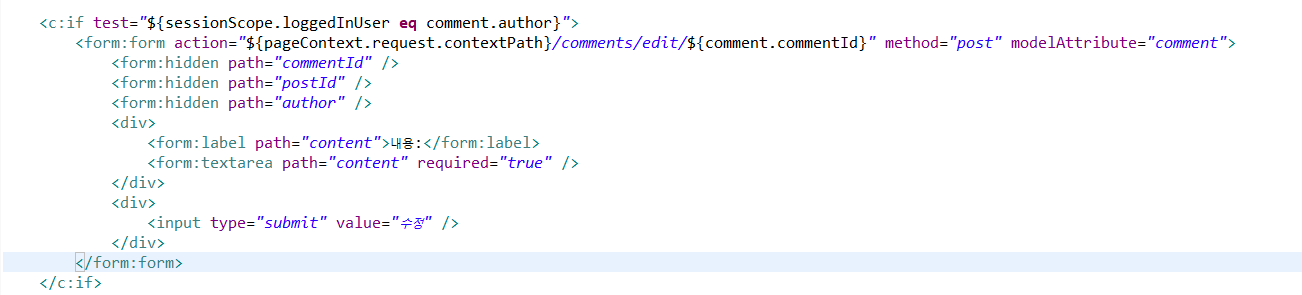 <c:if test="${sessionScope.loggedInUser eq comment.author}">
<form:form action="${pageContext.request.contextPath}/comments/edit/${comment.commentId}" method="post" modelAttribute="comment">
<form:hidden path="commentId" />
<form:hidden path="postId" />
<form:hidden path="author" />
<div>
<form:label path="content">내용:</form:label>
<form:textarea path="content" required="true" />
</div>
<div>
<input type="submit" value="수정" />
</div>
</form:form>
</c:if>